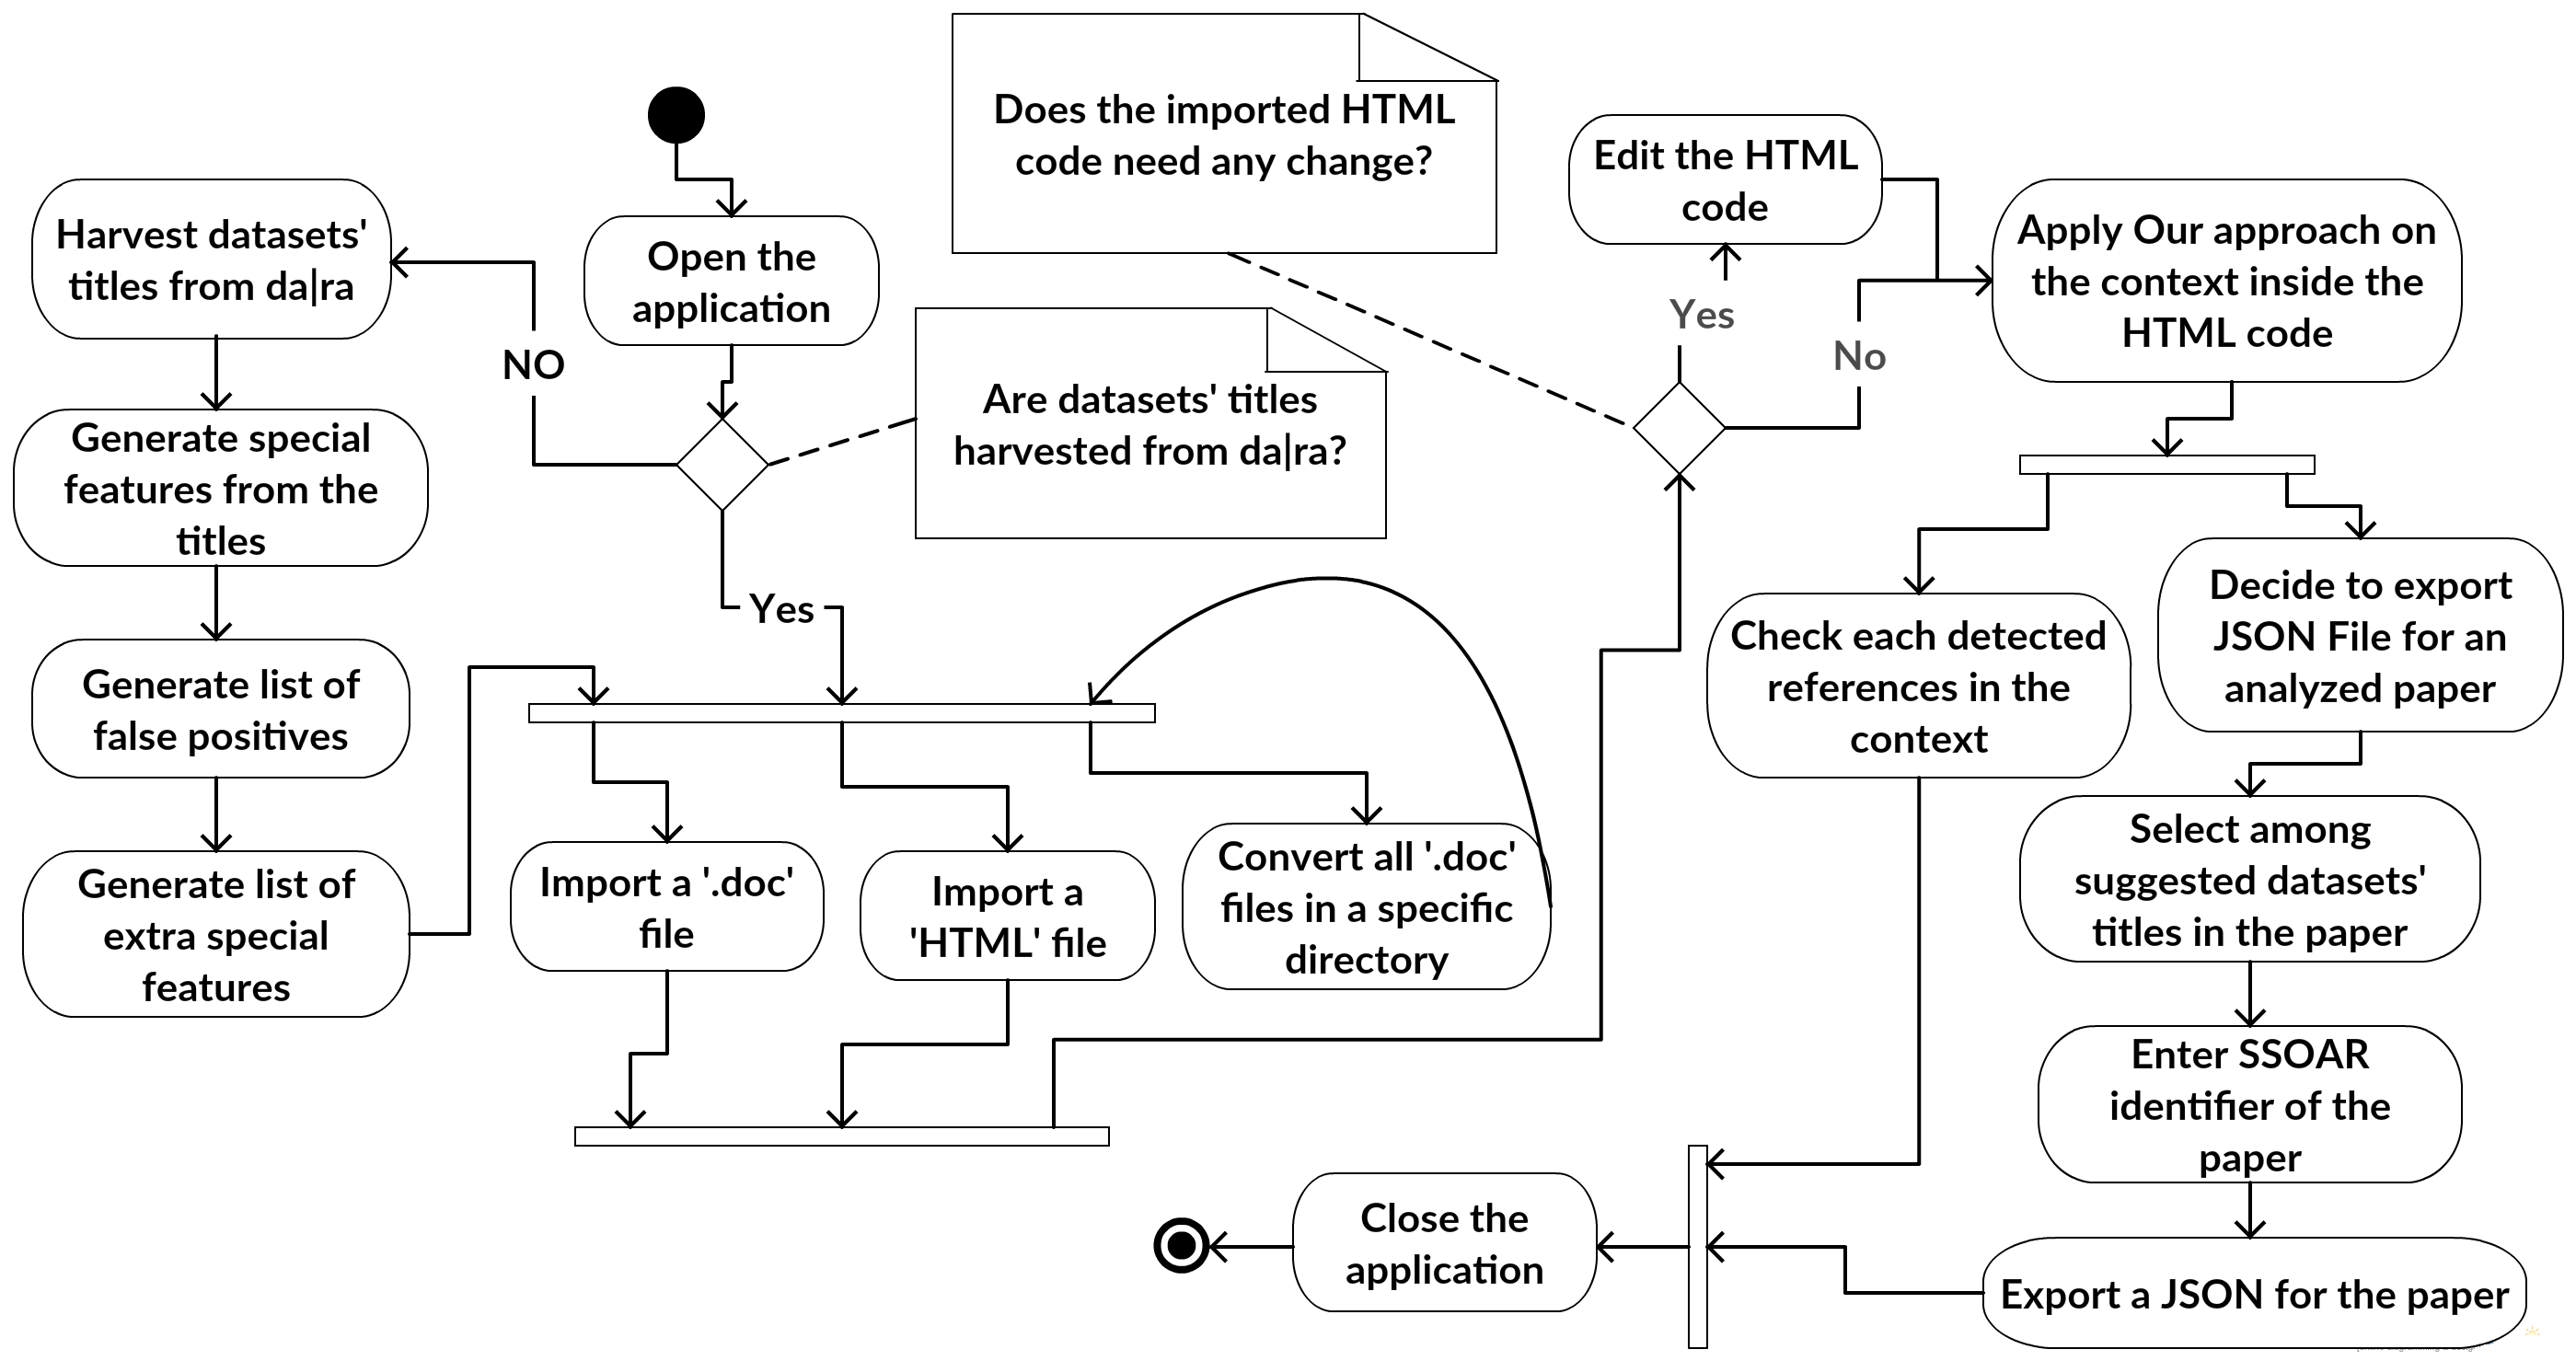 Does the imported HTML
code need any change?
Edit the HTML
code
Harvest datasets'
titles from da|ra
Open the
application
Apply Our approach on
the context inside the
HTML code
Yes
No
NO
Are datasets' titles
harvested from da|ra?
Generate special
features from the
titles
Yes
Decide to export
JSON File for an
analyzed paper
Check each detected
references in the
context
Generate list of
false positives
Import a '.doc'
file
Import a
'HTML' file
Convert all '.doc'
files in a specific
directory
Select among
suggested datasets'
titles in the paper
Generate list of
extra special
features
Enter SSOAR
identifier of the
paper
Close the
application
Export a JSON for the paper